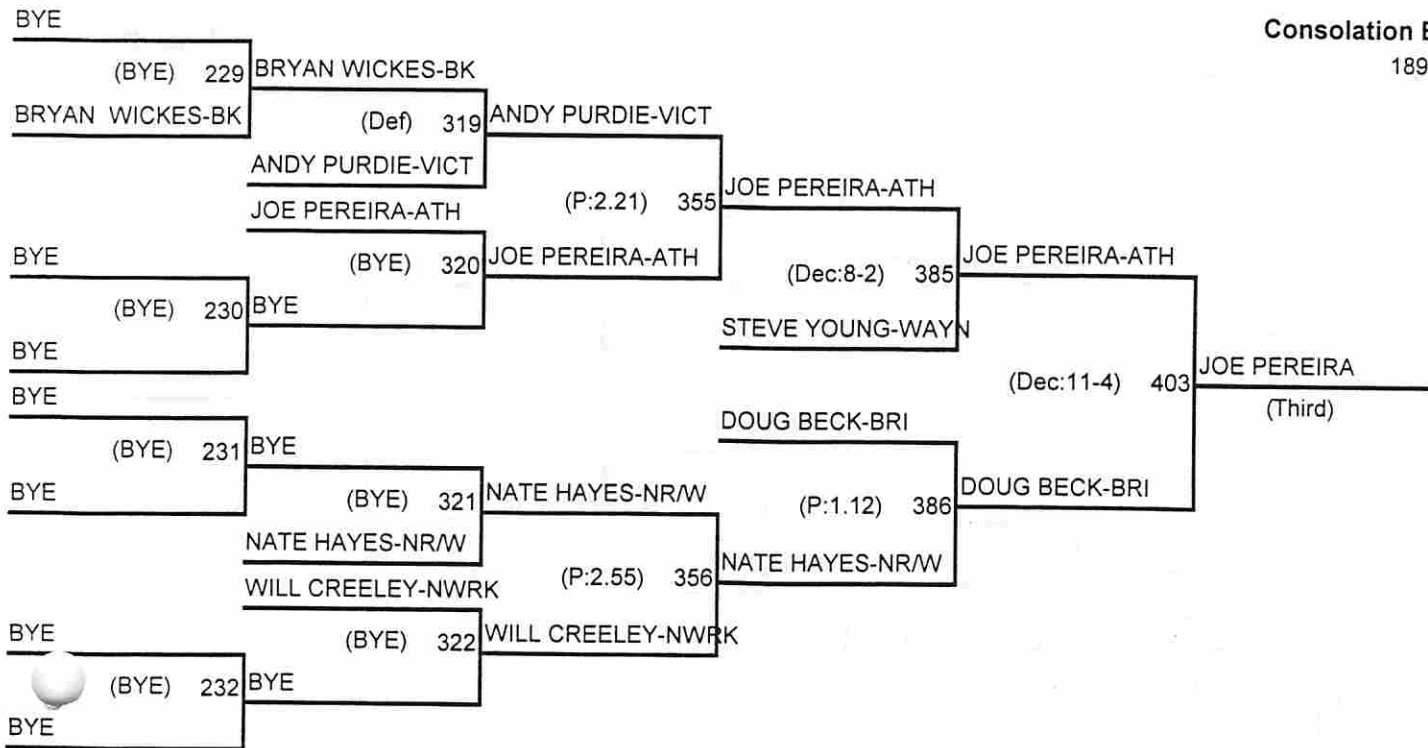 BYE
Consolation
(BYE) 229
BRYAN WICKES-BK
189
BRYAN WICKES-BK
(Def) 319
ANDY PURDIE-VICT
ANDY PURDIE-VICT
JOE PEREIRA-ATH
(P:2.21) 355
JOE PEREIRA-ATH
BYE
(BYE) 320
JOE PEREIRA-ATH
(Dec:8-2) 385
JOE PEREIRA-ATH
(BYE) 230
BYE
STEVE YOUNG-WAYN
BYE
(Dec:11-4) 403
JOE PEREIRA
(Third)
BYE
(BYE) 231
BYE
DOUG BECK-BRI
BYE
(BYE) 321
NATE HAYES-NR/W
(P:1.12) 386
DOUG BECK-BRI
NATE HAYES-NR/W
WILL CREELEY-NWRK
(P:2.55) 356
NATE HAYES-NR/W
BYE
(BYE) 322
WILL CREELEY-NWRK
(BYE) 232
BYE
BYE